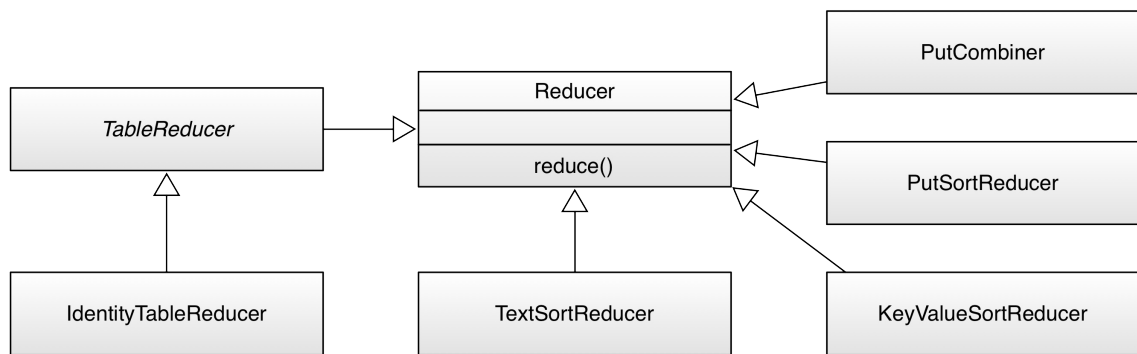 PutCombiner
Reducer
TableReducer
reduce()
PutSortReducer
IdentityTableReducer
TextSortReducer
KeyValueSortReducer